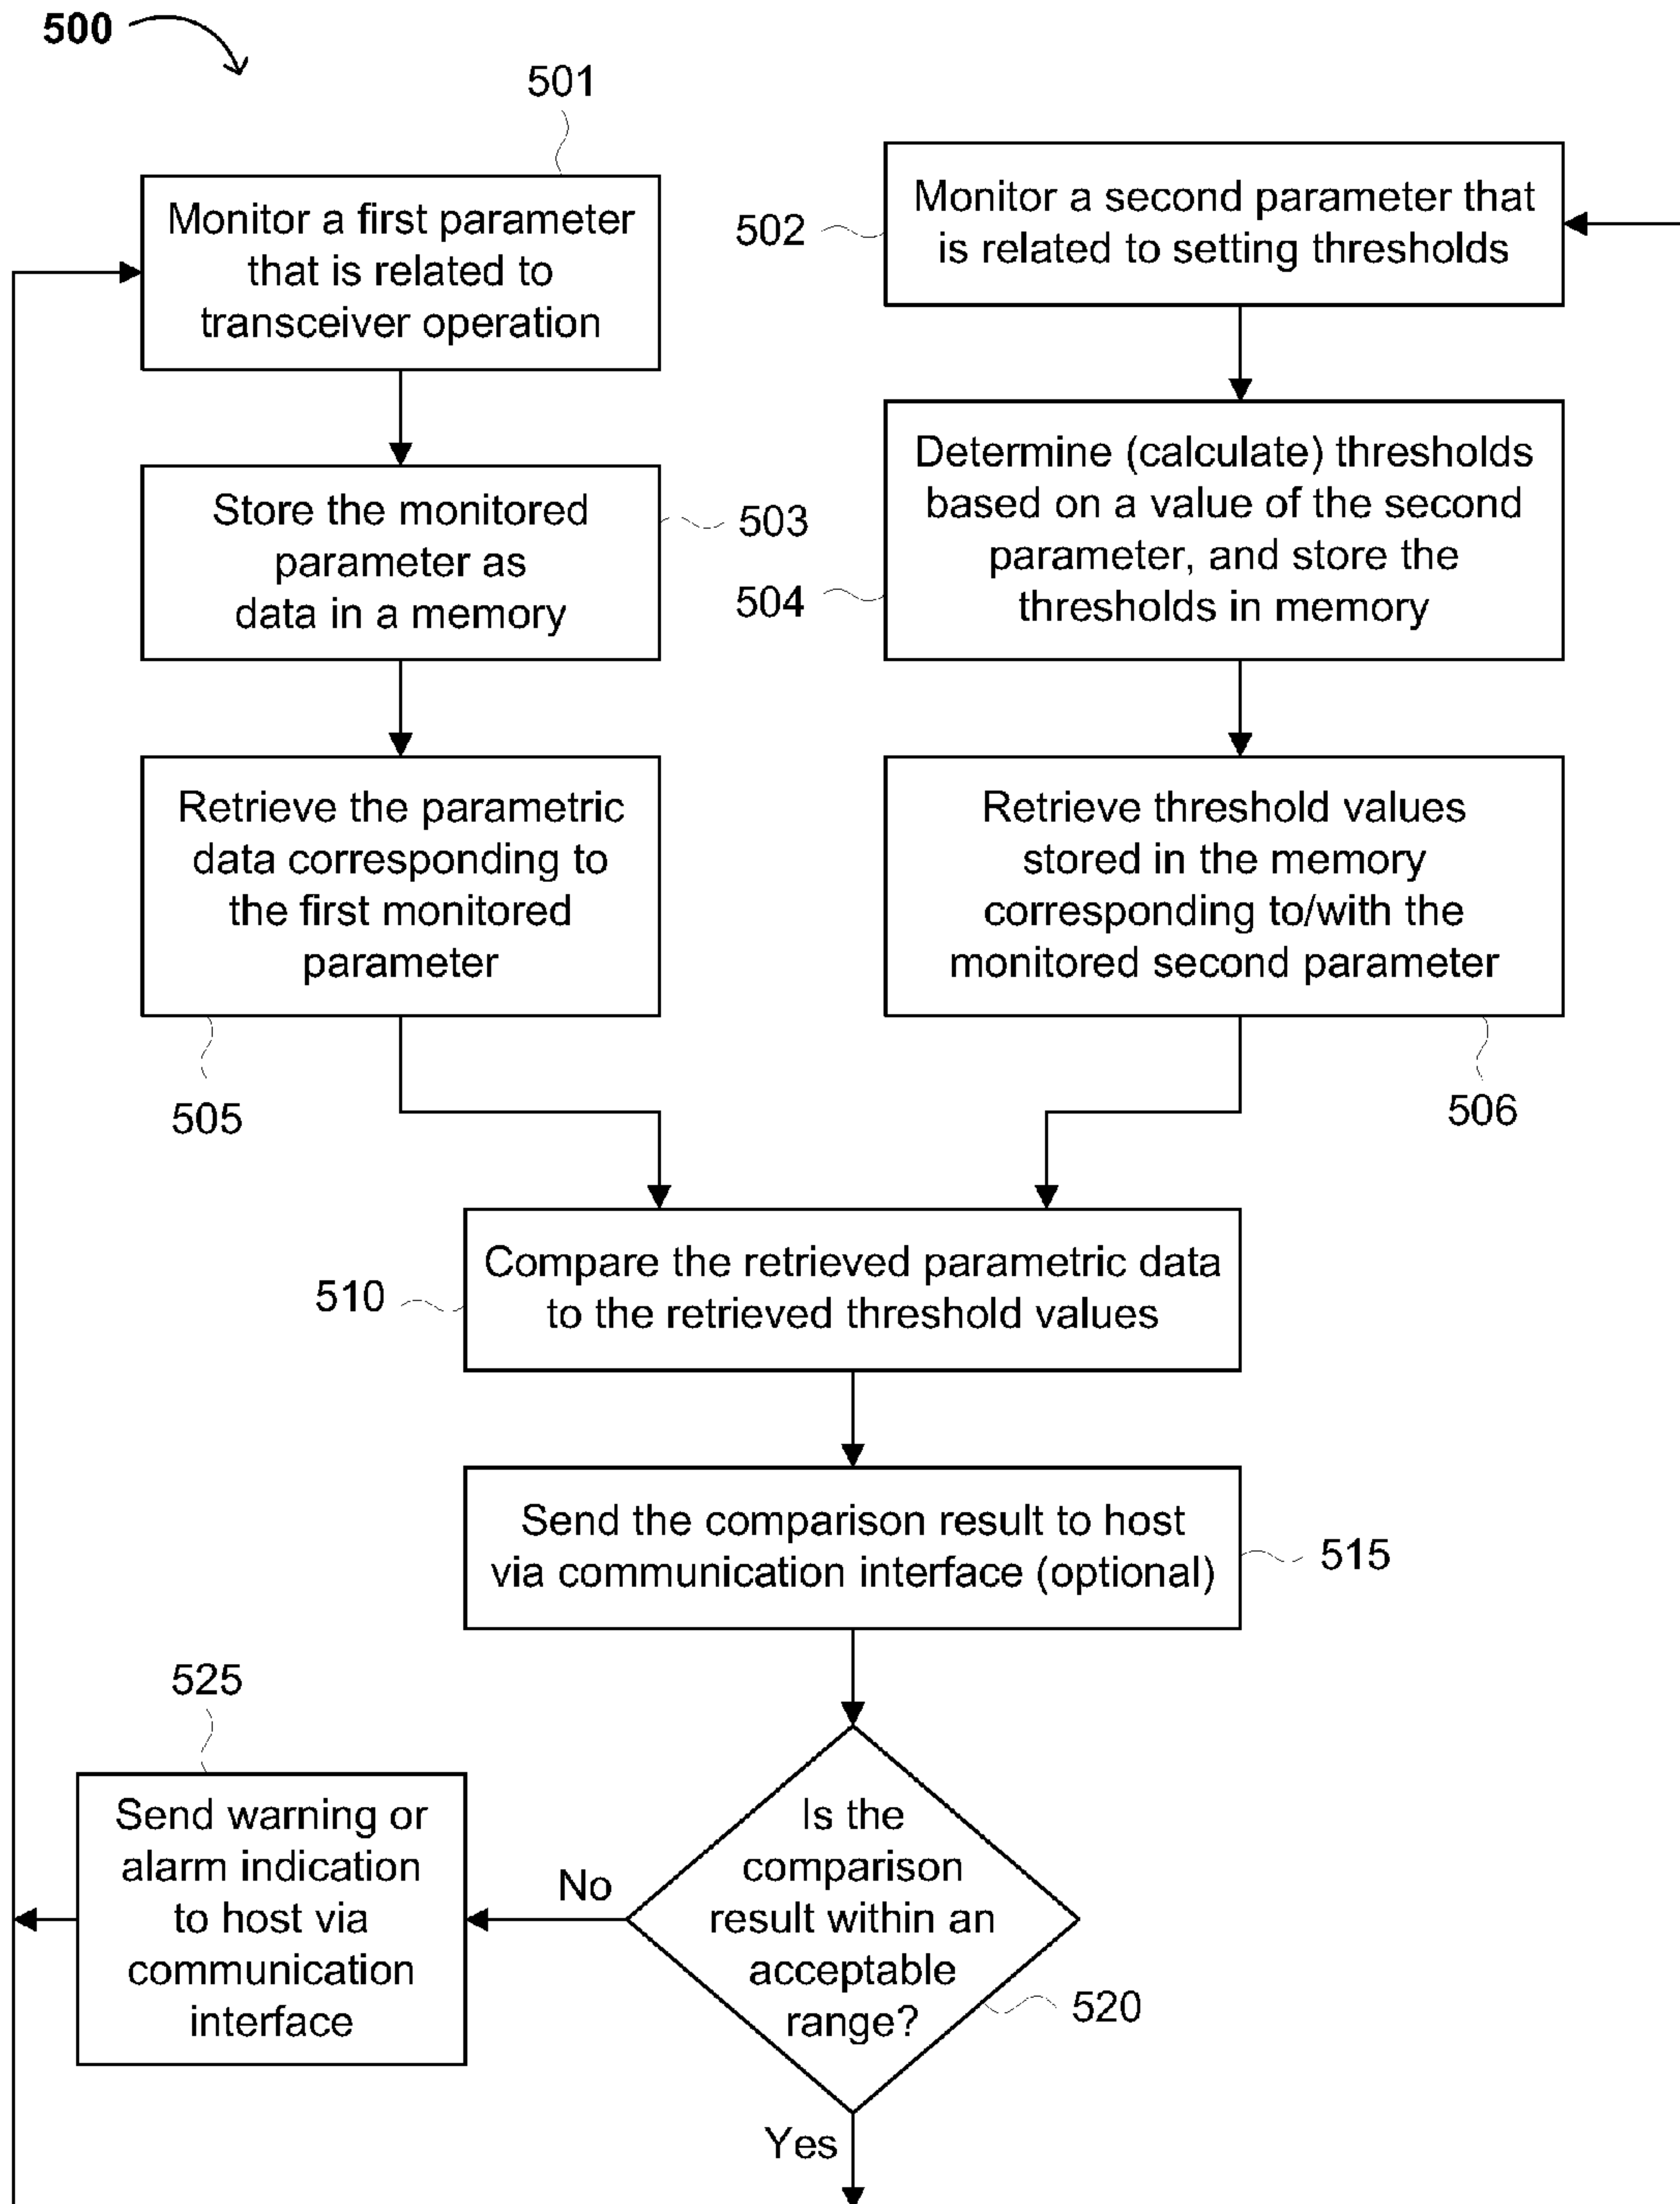 500
501
Monitor a first parameter
that is related to
transceiver operation
502
Monitor a second parameter that
is related to setting thresholds
Store the monitored
parameter as
data in a memory
503
504
Determine (calculate) thresholds
based on a value of the second
parameter, and store the
thresholds in memory
Retrieve the parametric
data corresponding to
the first monitored
parameter
505
Retrieve threshold values
stored in the memory
corresponding to/with the
monitored second parameter
506
510
Compare the retrieved parametric data
to the retrieved threshold values
Send the comparison result to host
via communication interface (optional)
515
525
Send warning or
alarm indication
to host via
communication
interface
No
Is the
comparison
result within an
acceptable
range?
520
Yes